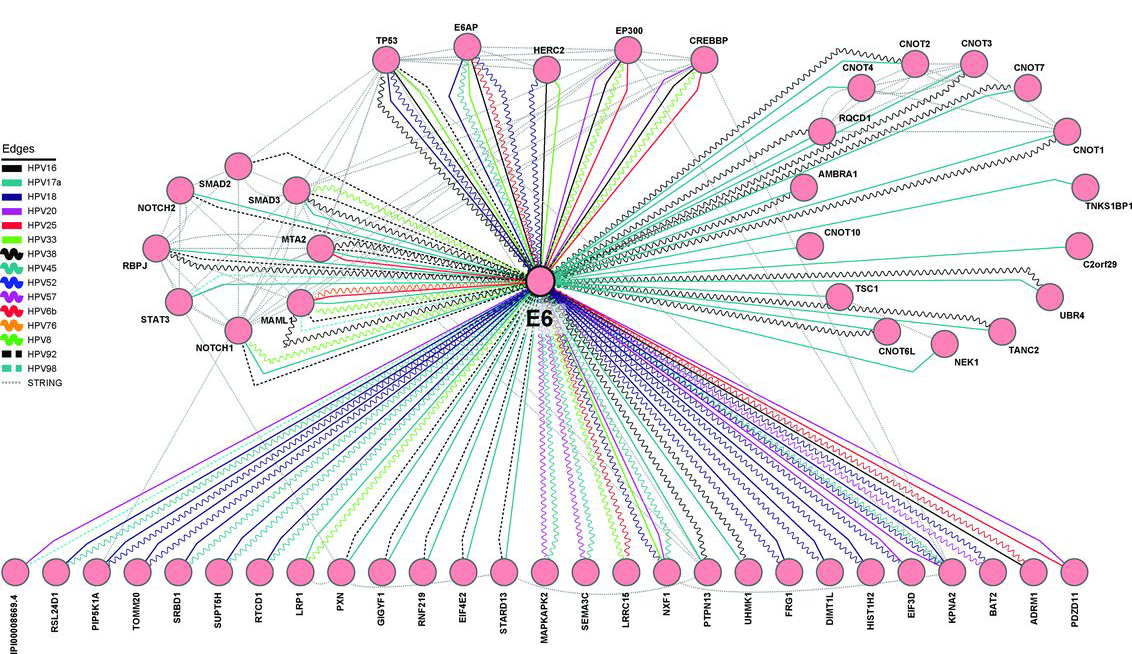 TP53
E6AP
HERC2
EP300
CREBBP
CNOT2
CNOT3
CNOT4
CNOT7
RQCD1
CNOT1
AMBRA1
TNKS1BP1
CNOT10
C2orf29
TSC1
UBR4
CNOT6L
NEK1
TANC2
SMAD2
NOTCH2
SMAD3
MTA2
RBPJ
STAT3
MAML1
NOTCH1
E6
Edges
HPV16
HPV17a
HPV18
HPV20
HPV25
HPV33
HPV38
HPV45
HPV52
HPV57
HPV6b
HPV76
HPV8
HPV92
HPV98
STRING
IPI00008669.4
RSL24D1
PIP5K1A
TOMM20
SRBD1
SUPT5H
RTCD1
LRP1
PXN
GIGYF1
RNF219
EIF4E2
STARD13
MAPKAPK2
SEMA3C
LRRC15
NXF1
PTPN13
UHMK1
FRG1
DIMT1L
HIST1H2
EIF3D
KPNA2
BAT2
ADRM1
PDZD11